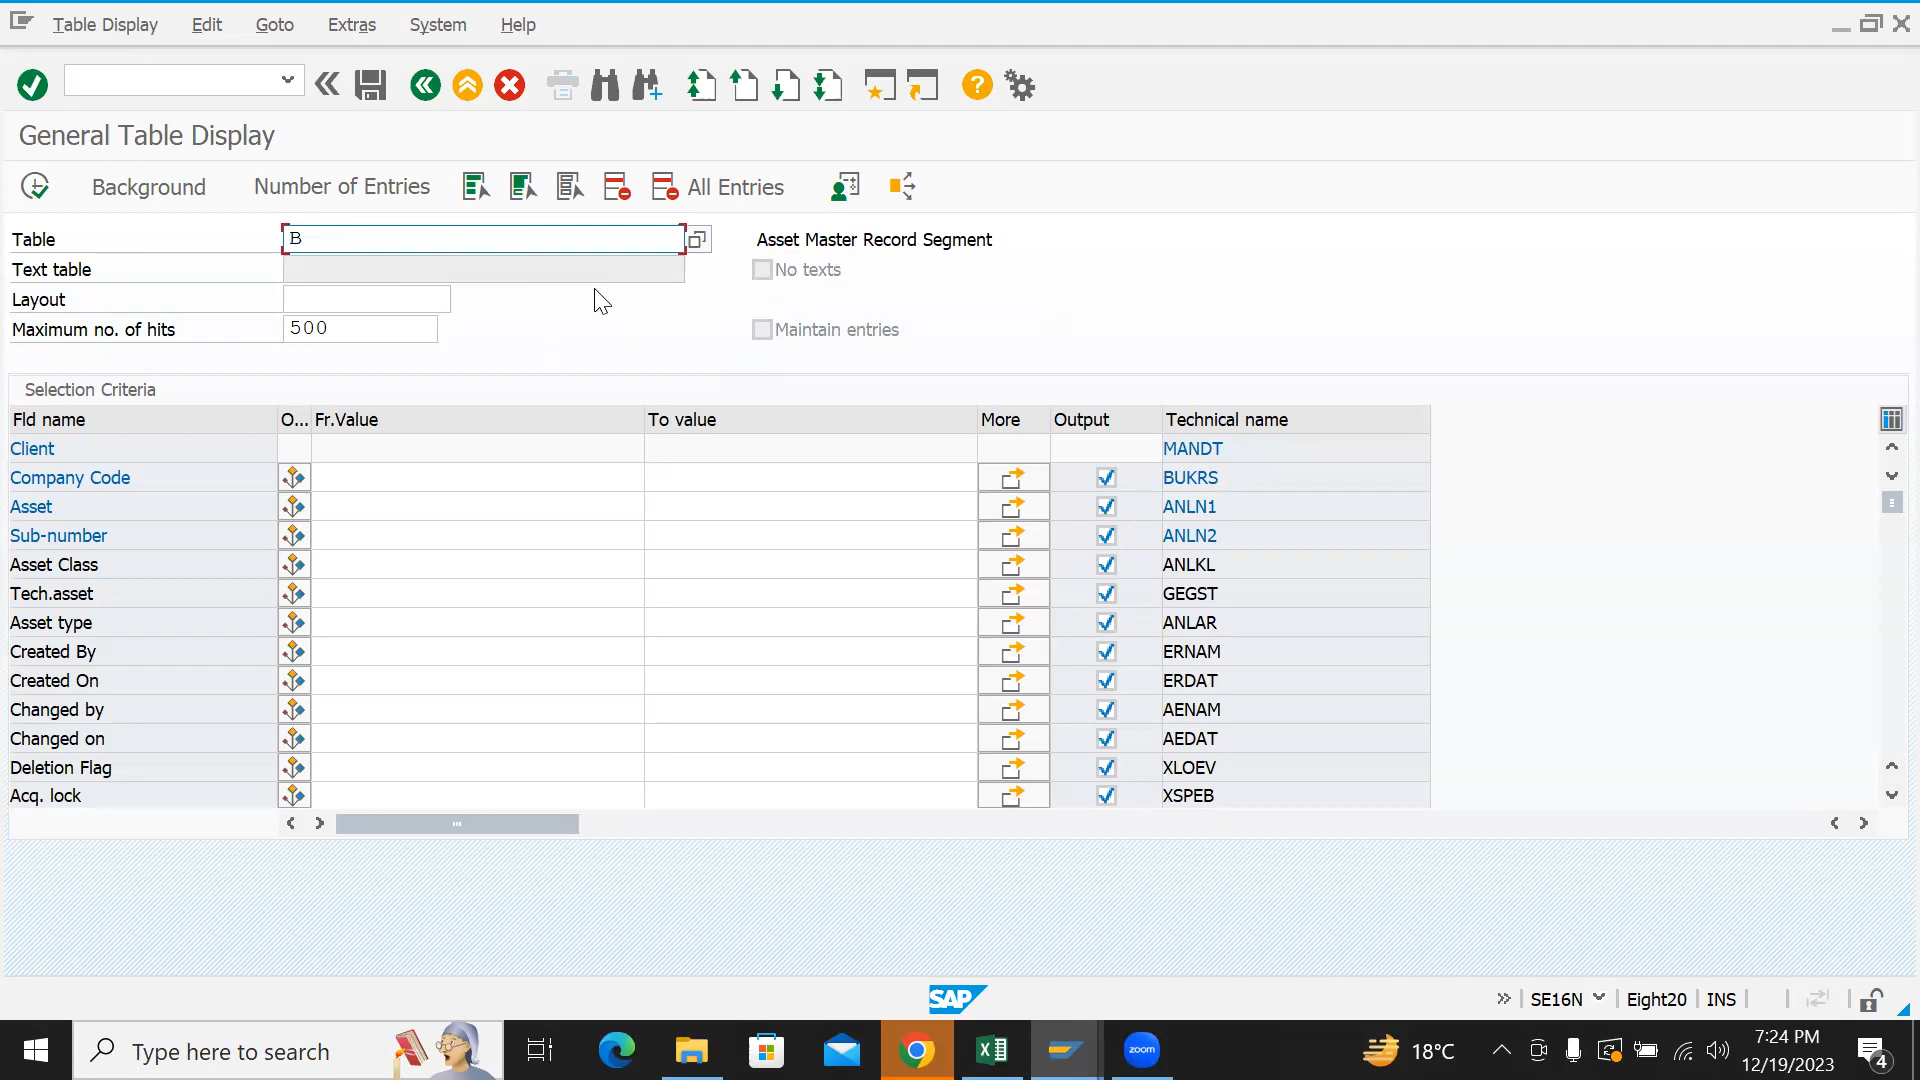 Table Display Edit Goto Extras System Help
General Table Display
Background Number of Entries All Entries
Table B Asset Master Record Segment
Text table No texts
Layout
Maximum no. of hits 500 Maintain entries
Selection Criteria
Fld name O... Fr.Value To value More Output Technical name
Client MANDT
Company Code BUKRS
Asset ANLN1
Sub-number ANLN2
Asset Class ANLKL
Tech.asset GEGST
Asset type ANLAR
Created By ERNAM
Created On ERDAT
Changed by AENAM
Changed on AEDAT
Deletion Flag XLOEV
Acq. lock XSPEB
SAP SE16N Eight20 INS
Type here to search zoom 18°C 7:24 PM
12/19/2023 4